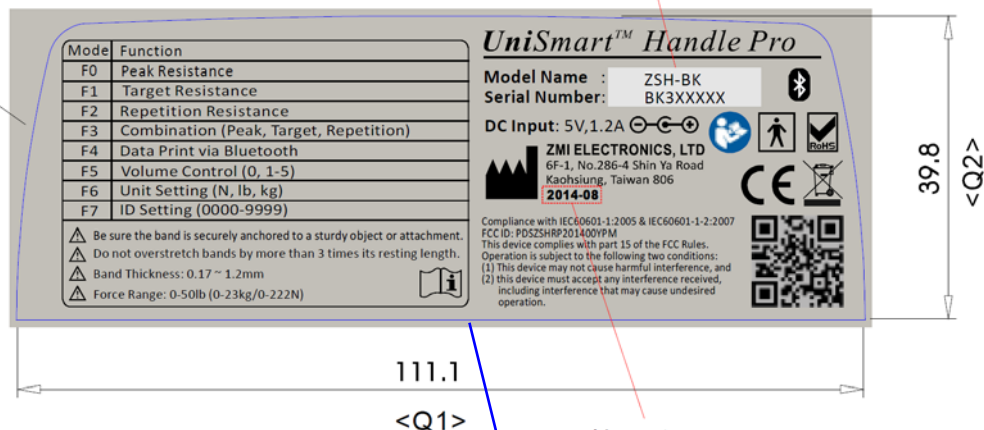 Mode Function
F0 Peak Resistance
F1 Target Resistance
F2 Repetition Resistance
F3 Combination (Peak, Target, Repetition)
F4 Data Print via Bluetooth
F5 Volume Control (0, 1-5)
F6 Unit Setting (N, lb, kg)
F7 ID Setting (0000-9999)
Be sure the band is securely anchored to a sturdy object or attachment.
Do not overstretch bands by more than 3 times its resting length.
Band Thickness: 0.17 ~ 1.2mm
Force Range: 0-50lb (0-23kg/0-222N)
UniSmart™ Handle Pro
Model Name : ZSH-BK
Serial Number: BK3XXXXX
DC Input: 5V,1.2A
RoHS
ZMI ELECTRONICS, LTD
6F-1, No.286-4 Shin Ya Road
Kaohsiung, Taiwan 806
2014-08
CE
Compliance with IEC60601-1:2005 & IEC60601-1-2:2007
FCC ID: PDSZSHRP201400YPM
This device complies with part 15 of the FCC Rules.
Operation is subject to the following two conditions:
(1) This device may not cause harmful interference, and
(2) this device must accept any interference received,
including interference that may cause undesired
operation.
39.8
<Q2>
111.1
<Q1>